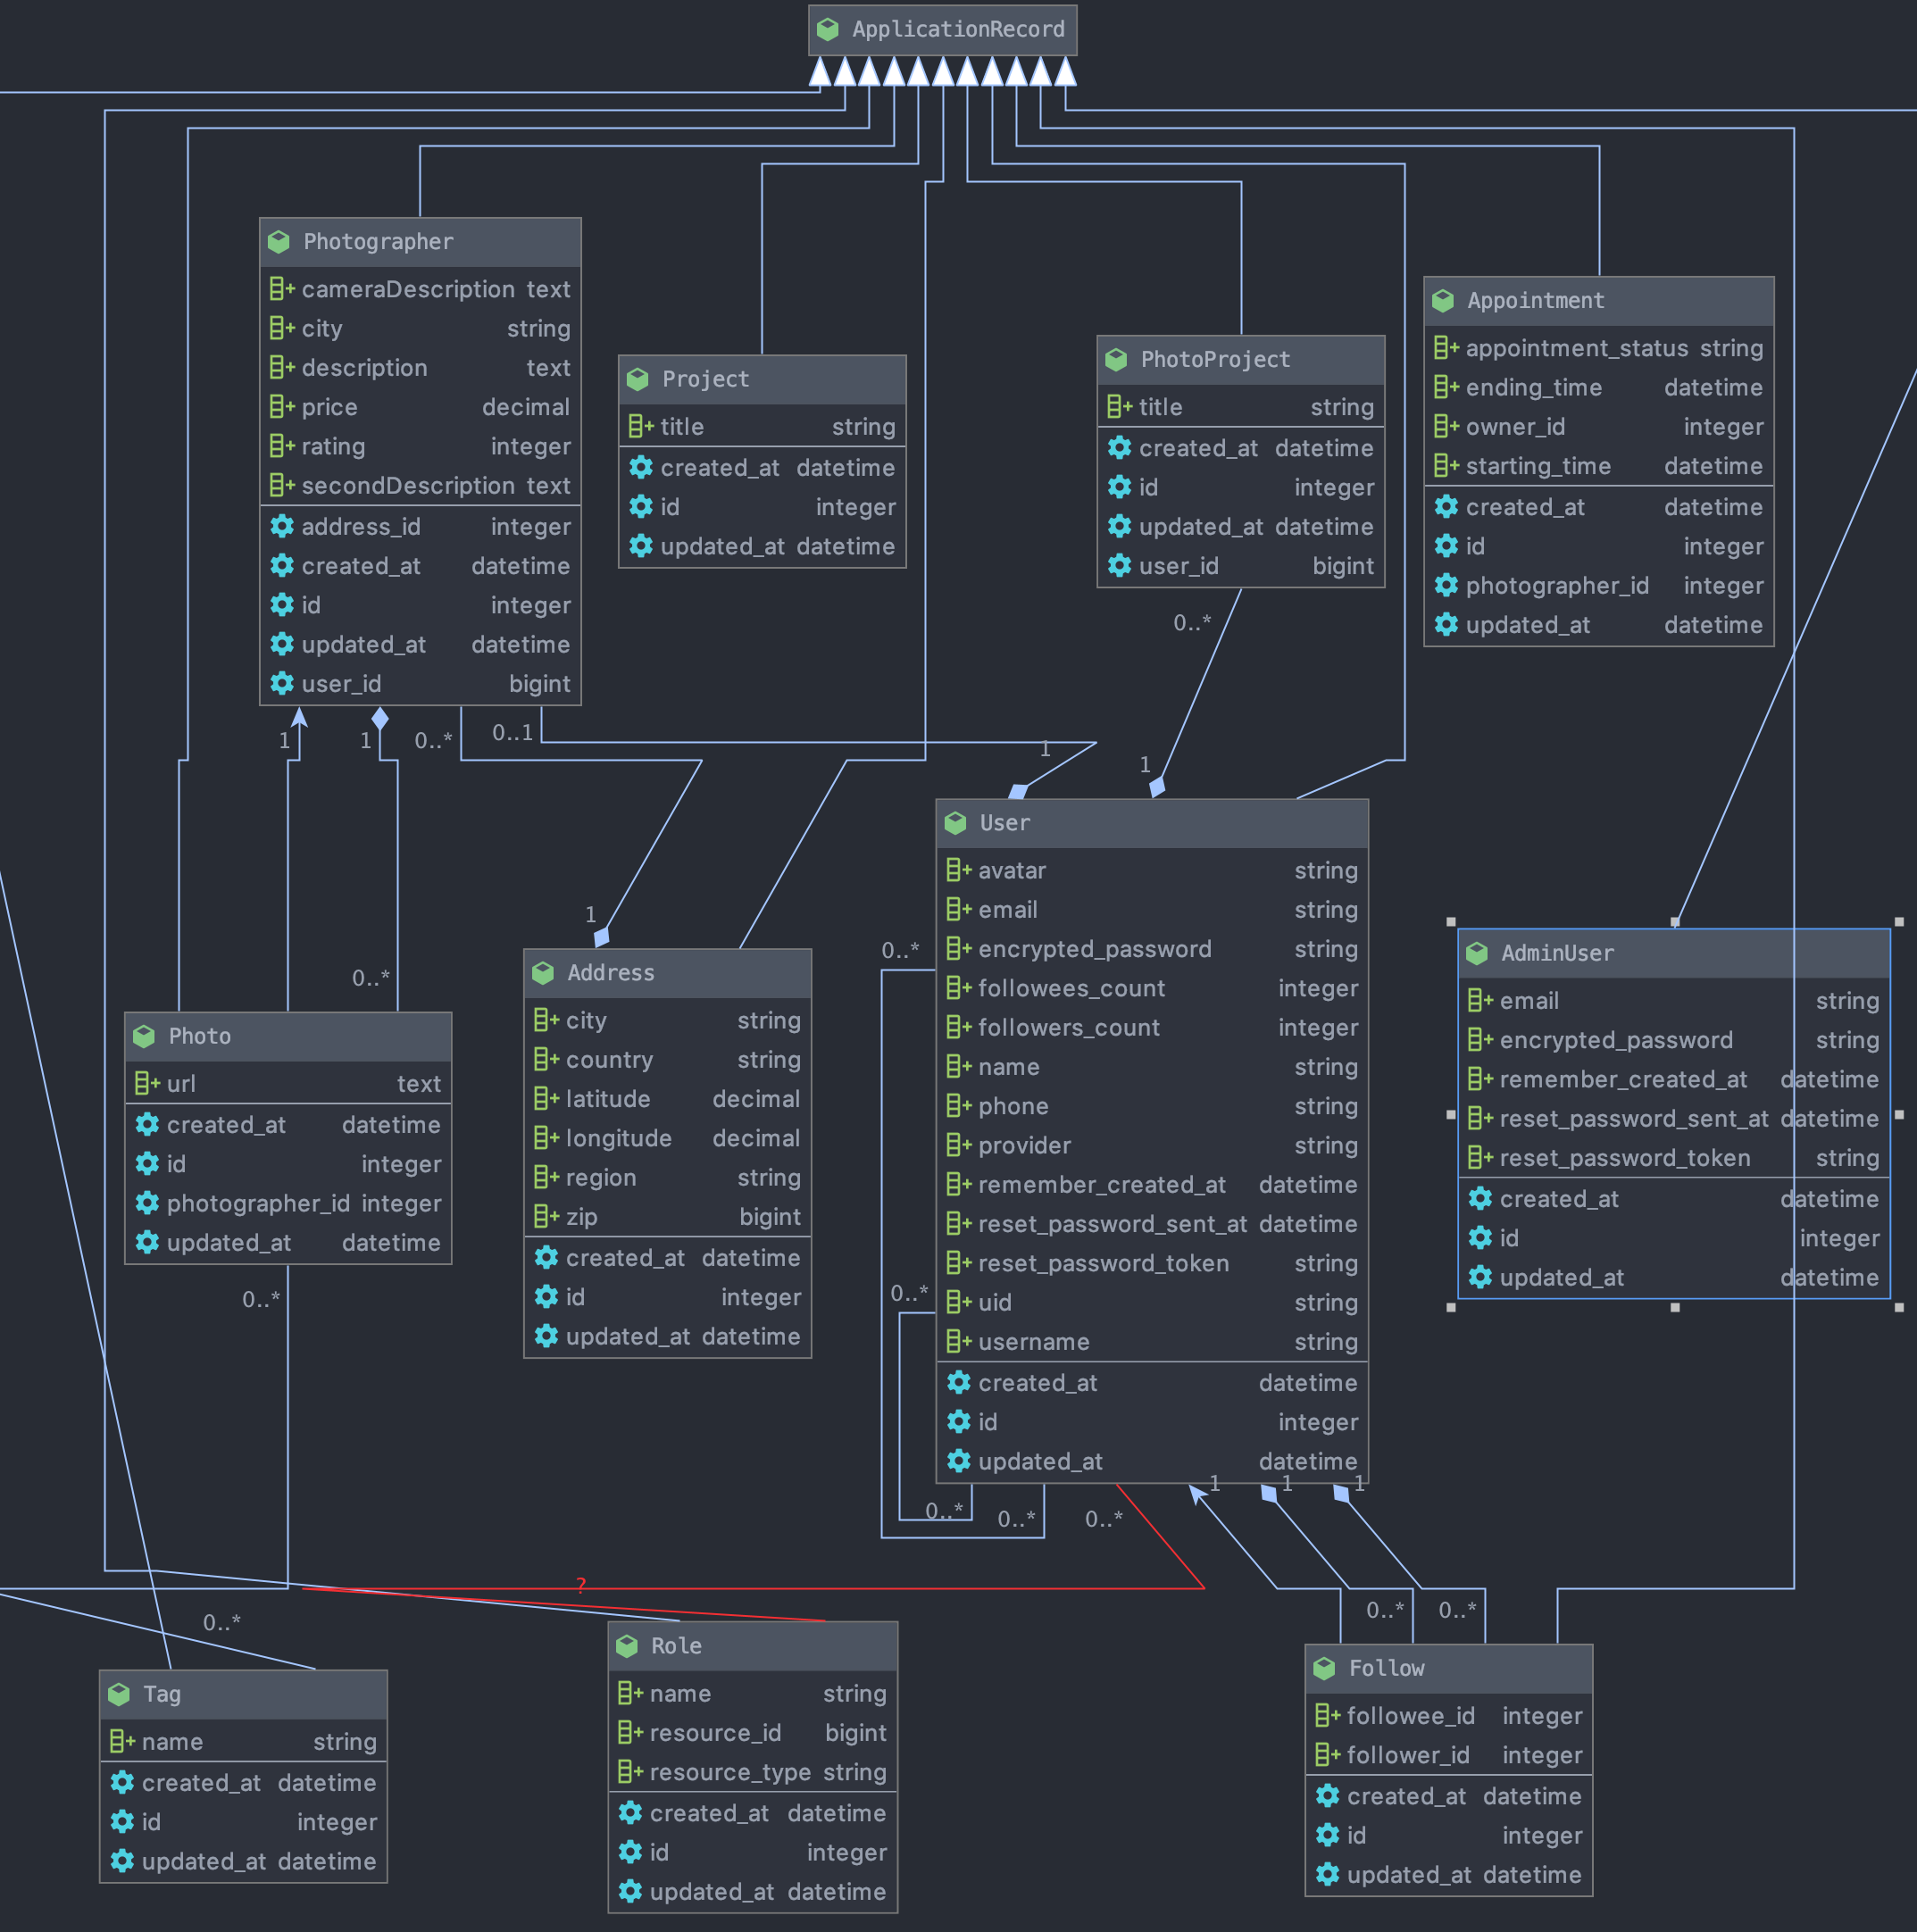 ApplicationRecord
Photographer
cameraDescription text
city string
description text
price decimal
rating integer
secondDescription text
address_id integer
created_at datetime
id integer
updated_at datetime
user_id bigint
Project
title string
created_at datetime
id integer
updated_at datetime
PhotoProject
title string
created_at datetime
id integer
updated_at datetime
user_id bigint
Appointment
appointment_status string
ending_time datetime
owner_id integer
starting_time datetime
created_at datetime
id integer
photographer_id integer
updated_at datetime
0..*
1
1
0..*
0..1
1
1
1
0..*
Photo
url text
created_at datetime
id integer
photographer_id integer
updated_at datetime
0..*
Address
city string
country string
latitude decimal
longitude decimal
region string
zip bigint
created_at datetime
id integer
updated_at datetime
User
avatar string
email string
encrypted_password string
followees_count integer
followers_count integer
name string
phone string
provider string
remember_created_at datetime
reset_password_sent_at datetime
reset_password_token string
uid string
username string
created_at datetime
id integer
updated_at datetime
0..*
0..*
0..*
0..*
0..*
1
1
1
AdminUser
email string
encrypted_password string
remember_created_at datetime
reset_password_sent_at datetime
reset_password_token string
created_at datetime
id integer
updated_at datetime
?
0..*
0..*
0..*
Tag
name string
created_at datetime
id integer
updated_at datetime
Role
name string
resource_id bigint
resource_type string
created_at datetime
id integer
updated_at datetime
Follow
followee_id integer
follower_id integer
created_at datetime
id integer
updated_at datetime